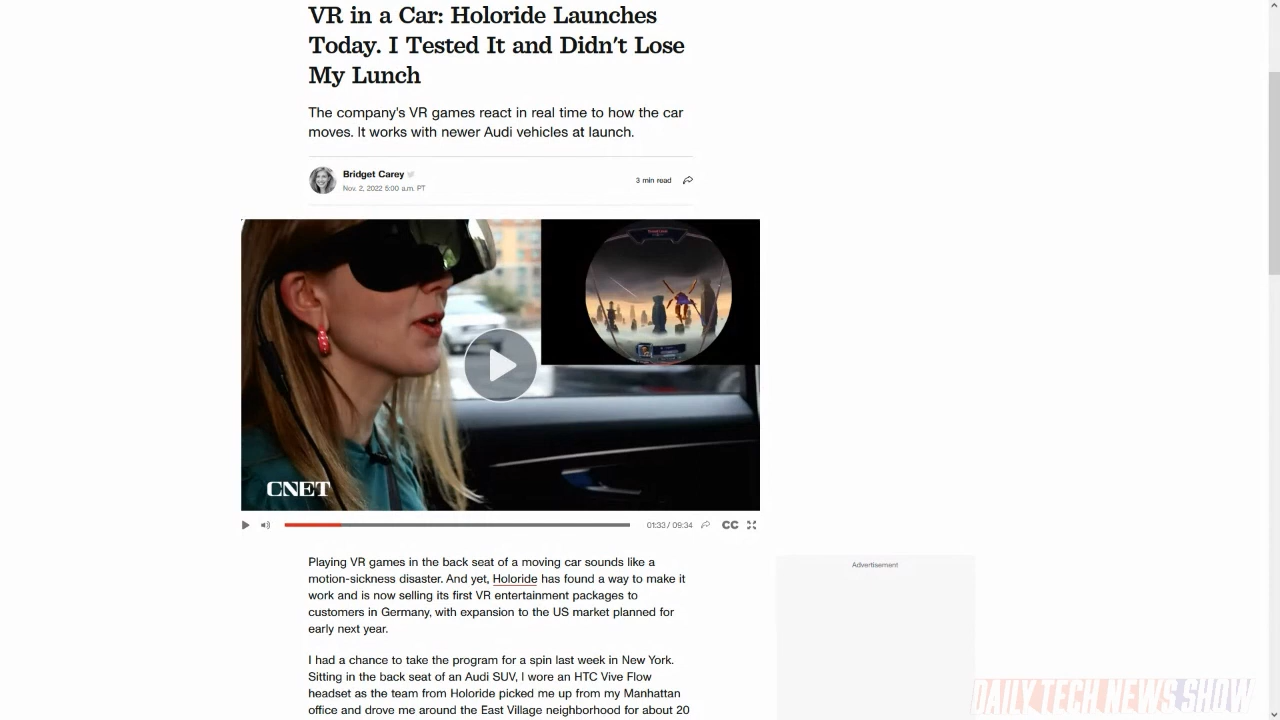 VR in a Car: Holoride Launches
Today. I Tested It and Didn't Lose
My Lunch
The company's VR games react in real time to how the car
moves. It works with newer Audi vehicles at launch.
Bridget Carey
Nov. 2, 2022 5:00 a.m. PT
3 min read
CNET
01:33 / 09:34
CC
Playing VR games in the back seat of a moving car sounds like a
motion-sickness disaster. And yet, Holoride has found a way to make it
work and is now selling its first VR entertainment packages to
customers in Germany, with expansion to the US market planned for
early next year.
Advertisement
I had a chance to take the program for a spin last week in New York.
Sitting in the back seat of an Audi SUV, I wore an HTC Vive Flow
headset as the team from Holoride picked me up from my Manhattan
office and drove me around the East Village neighborhood for about 20
DAILY TECH NEWS SHOW